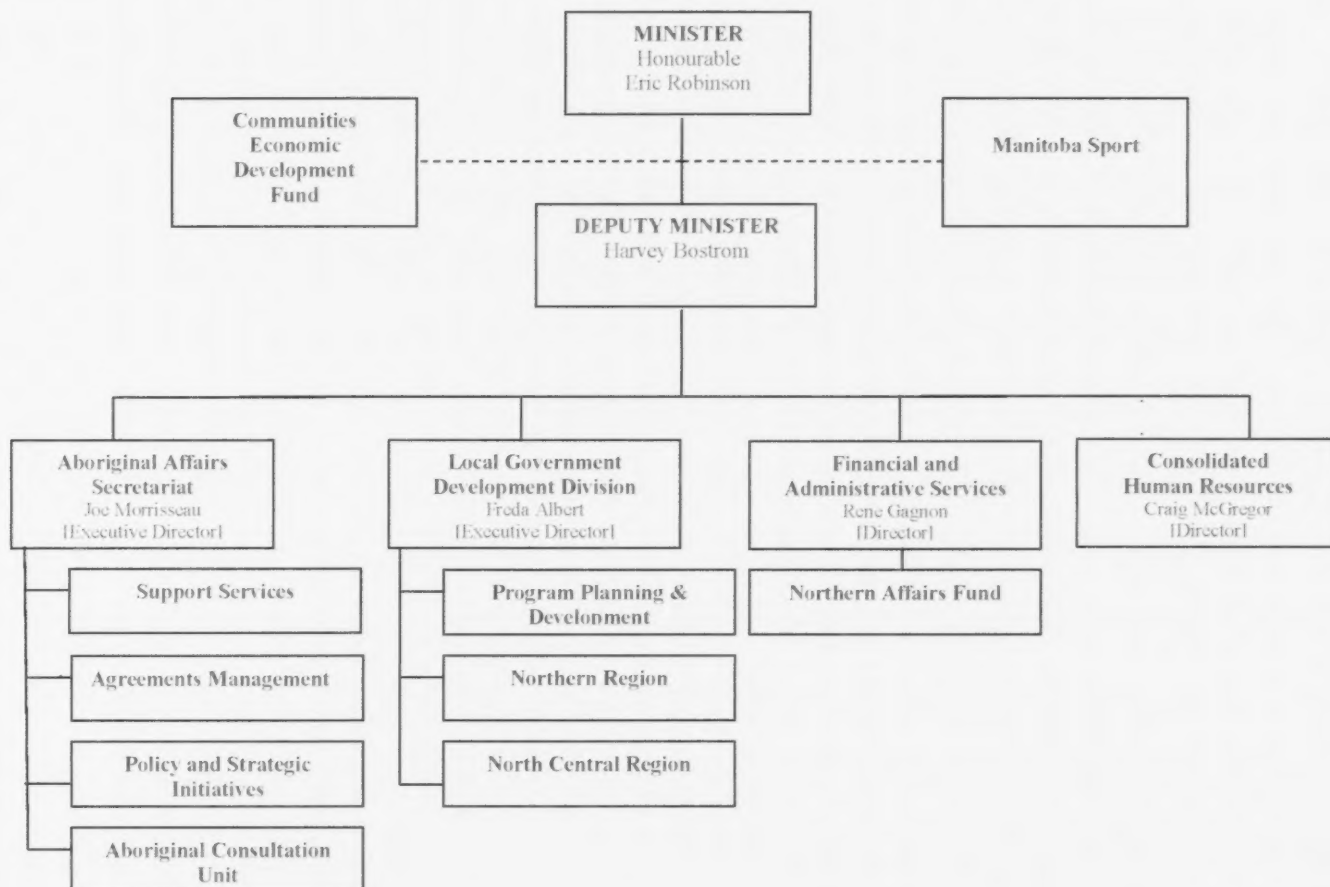 MINISTER
Honourable
Eric Robinson
Communities
Economic
Development
Fund
Manitoba Sport
DEPUTY MINISTER
Harvey Bostrom
Aboriginal Affairs
Secretariat
Joe Morrisseau
[Executive Director]
Local Government
Development Division
Freda Albert
[Executive Director]
Financial and
Administrative Services
Rene Gagnon
[Director]
Consolidated
Human Resources
Craig McGregor
[Director]
Support Services
Agreements Management
Policy and Strategic
Initiatives
Aboriginal Consultation
Unit
Program Planning &
Development
Northern Region
North Central Region
Northern Affairs Fund